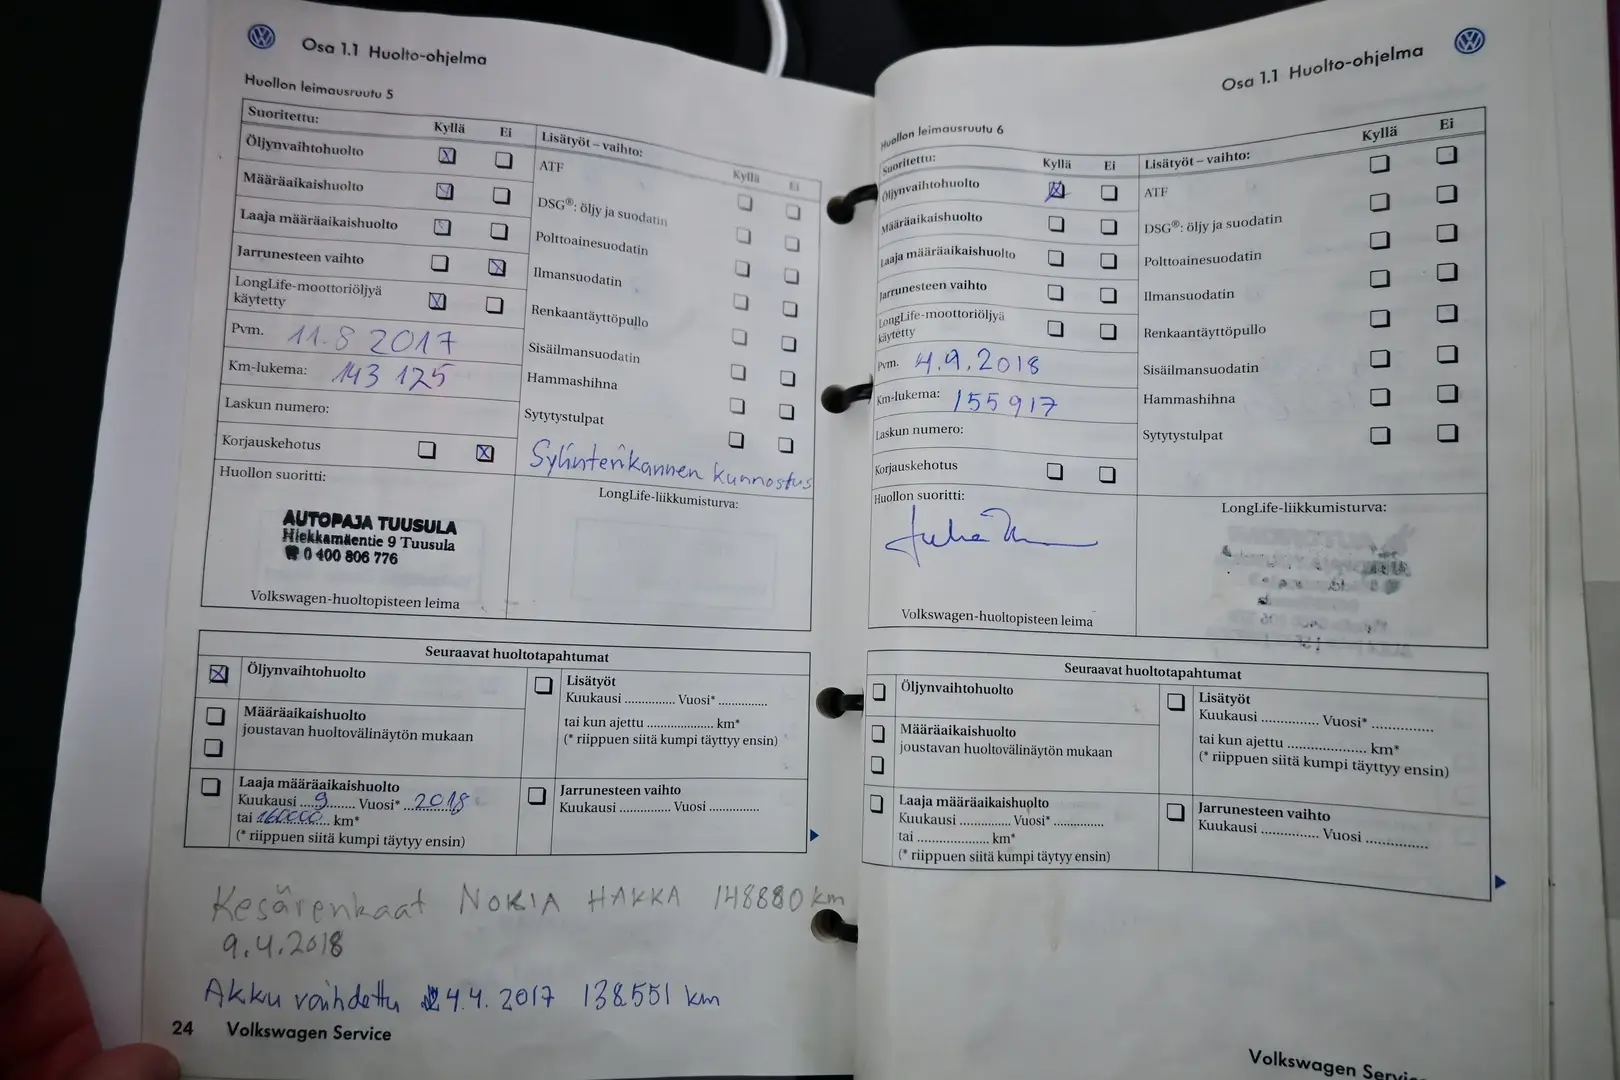 Osa 1.1 Huolto-ohjelma
Huollon leimausruutu 5
Suoritettu: Kyllä Ei
Öljynvaihtohuolto
Määräaikaishuolto
Laaja määräaikaishuolto
Jarrunesteen vaihto
LongLife-moottoriöljyä
käytetty
Pvm. 11.8 2017
Km-lukema: 143 125
Laskun numero:
Korjauskehotus
Huollon suoritti:
AUTOPAJA TUUSULA
Hiekkamäentie 9 Tuusula
☎ 0 400 806 776
Volkswagen-huoltopisteen leima
Lisätyöt – vaihto: Kyllä Ei
ATF
DSG®: öljy ja suodatin
Polttoainesuodatin
Ilmansuodatin
Renkaantäyttöpullo
Sisäilmansuodatin
Hammashihna
Sytytystulpat
Sylinterikannen kunnostus
LongLife-liikkumisturva:
Seuraavat huoltotapahtumat
Öljynvaihtohuolto
Määräaikaishuolto
joustavan huoltovälinäytön mukaan
Laaja määräaikaishuolto
Kuukausi ....9....... Vuosi* ..2018
tai 160000.. km*
(* riippuen siitä kumpi täytyy ensin)
Lisätyöt
Kuukausi ............... Vuosi* ...............
tai kun ajettu .................... km*
(* riippuen siitä kumpi täyttyy ensin)
Jarrunesteen vaihto
Kuukausi ............... Vuosi ...............
Kesärenkaat NOKIA HAKKA 148880 km
9.4.2018
Akku vaihdettu 24.4. 2017 138551 km
24 Volkswagen Service
Osa 1.1 Huolto-ohjelma
Huollon leimausruutu 6
Suoritettu: Kyllä Ei
Öljynvaihtohuolto
Määräaikaishuolto
Laaja määräaikaishuolto
Jarrunesteen vaihto
LongLife-moottoriöljyä
käytetty
Pvm. 4.9.2018
Km-lukema: 155917
Laskun numero:
Korjauskehotus
Huollon suoritti:
Volkswagen-huoltopisteen leima
Lisätyöt – vaihto: Kyllä Ei
ATF
DSG®: öljy ja suodatin
Polttoainesuodatin
Ilmansuodatin
Renkaantäyttöpullo
Sisäilmansuodatin
Hammashihna
Sytytystulpat
LongLife-liikkumisturva:
Seuraavat huoltotapahtumat
Öljynvaihtohuolto
Määräaikaishuolto
joustavan huoltovälinäytön mukaan
Laaja määräaikaishuolto
Kuukausi ............... Vuosi* ...............
tai ..................... km*
(* riippuen siitä kumpi täytyy ensin)
Lisätyöt
Kuukausi ............... Vuosi* ...............
tai kun ajettu .................... km*
(* riippuen siitä kumpi täyttyy ensin)
Jarrunesteen vaihto
Kuukausi ............... Vuosi ...............
Volkswagen